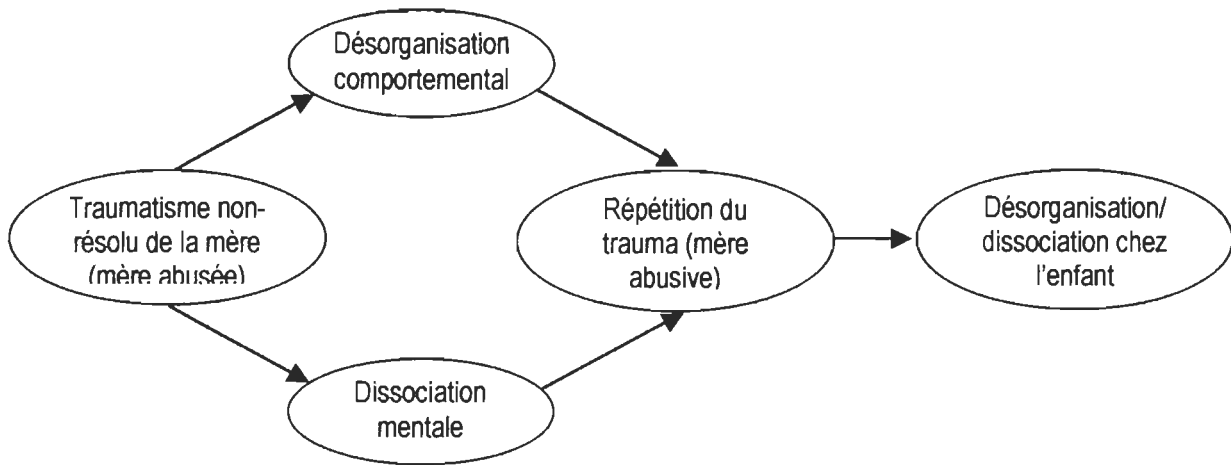 Désorganisation
comportemental
Traumatisme non-
résolu de la mère
(mère abusée)
Répétition du
trauma (mère
abusive)
Désorganisation/
dissociation chez
l'enfant
Dissociation
mentale